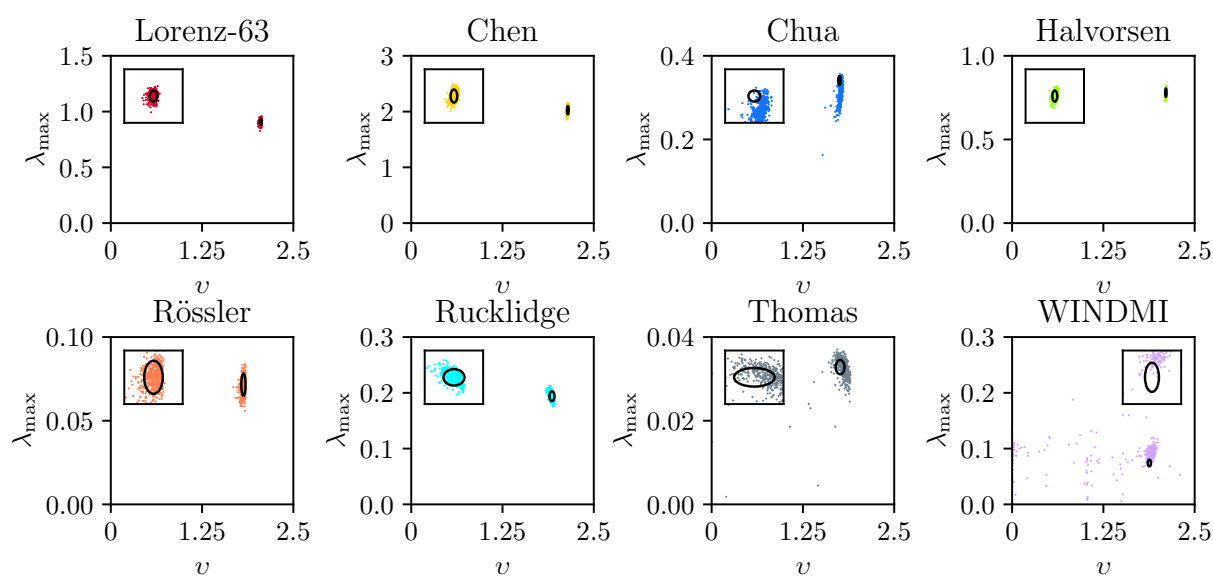 Lorenz-63
Chen
Chua
Halvorsen
1.5
1.0
0.5
0.0
λmax
0
1.25
2.5
υ
3
2
1
0
λmax
0
1.25
2.5
υ
0.4
0.2
0.0
λmax
0
1.25
2.5
υ
1.0
0.5
0.0
λmax
0
1.25
2.5
υ
Rössler
Rucklidge
Thomas
WINDMI
0.10
0.05
0.00
λmax
0
1.25
2.5
υ
0.3
0.2
0.1
0.0
λmax
0
1.25
2.5
υ
0.04
0.02
0.00
λmax
0
1.25
2.5
υ
0.3
0.2
0.1
0.0
λmax
0
1.25
2.5
υ